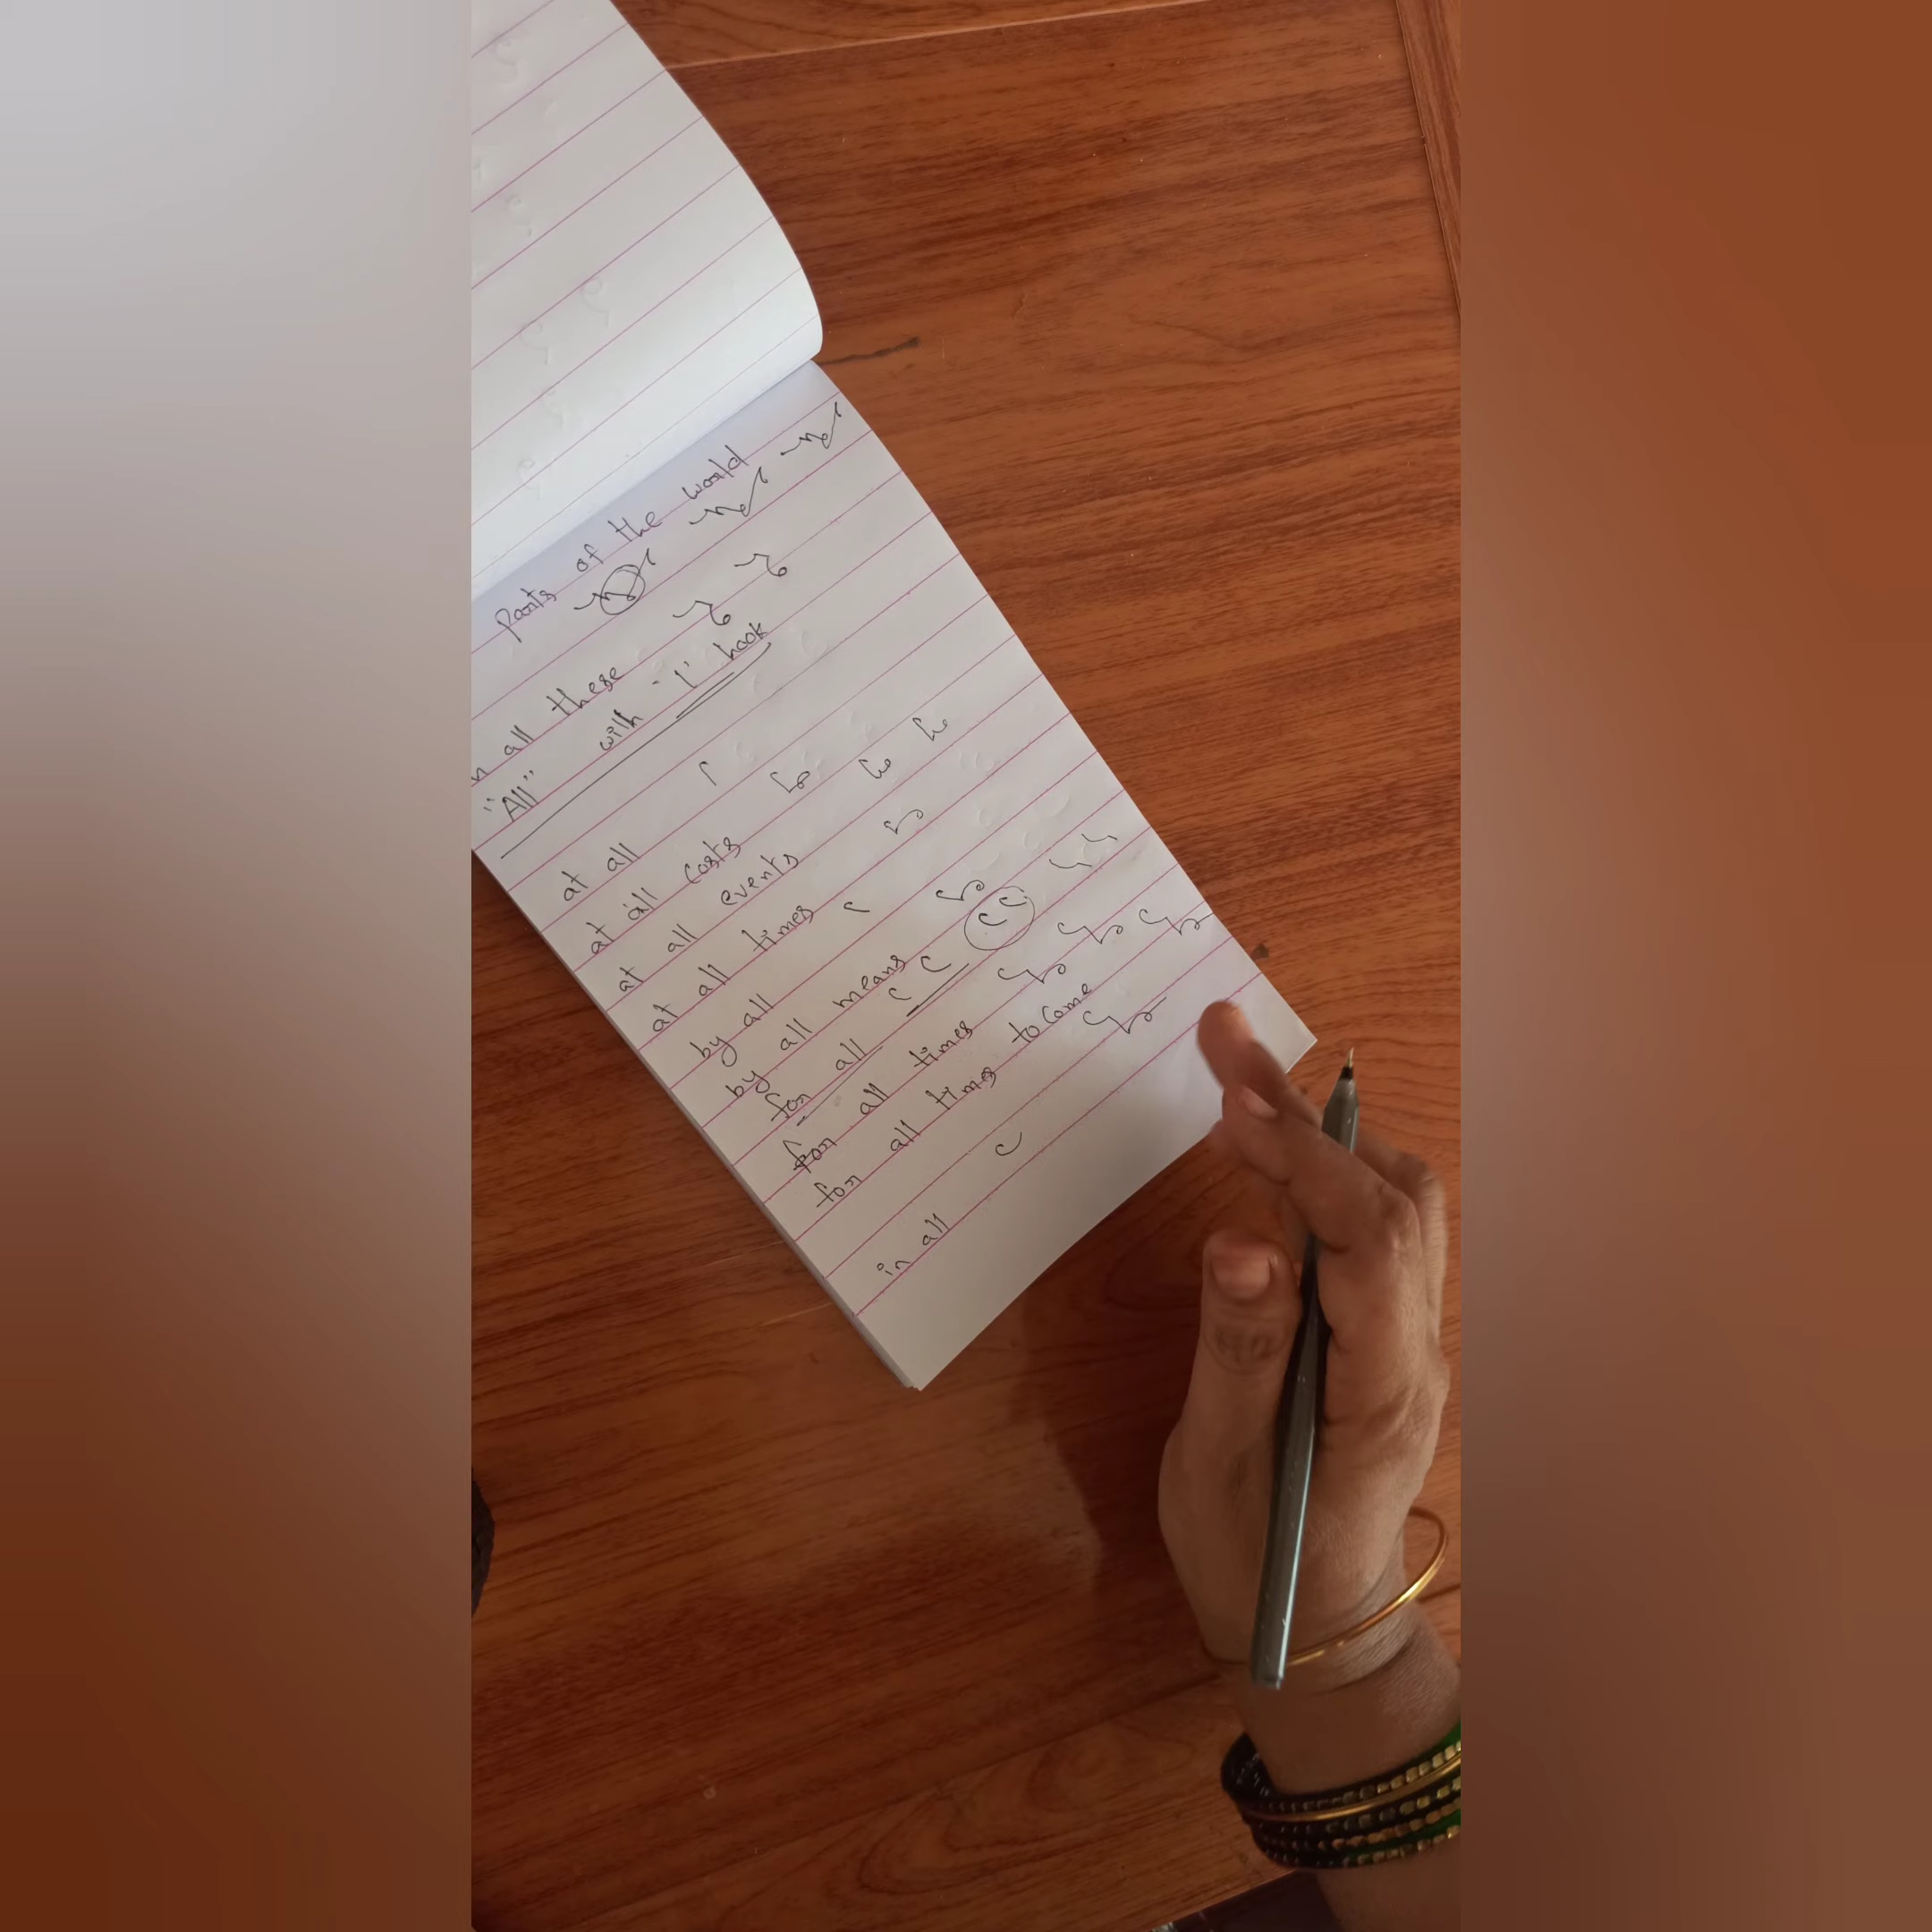 parts of the world
all these
"All" with "l" hook
at all
at all costs
at all events
at all times
by all
by all means
for all
for all times
for all times to come
in all